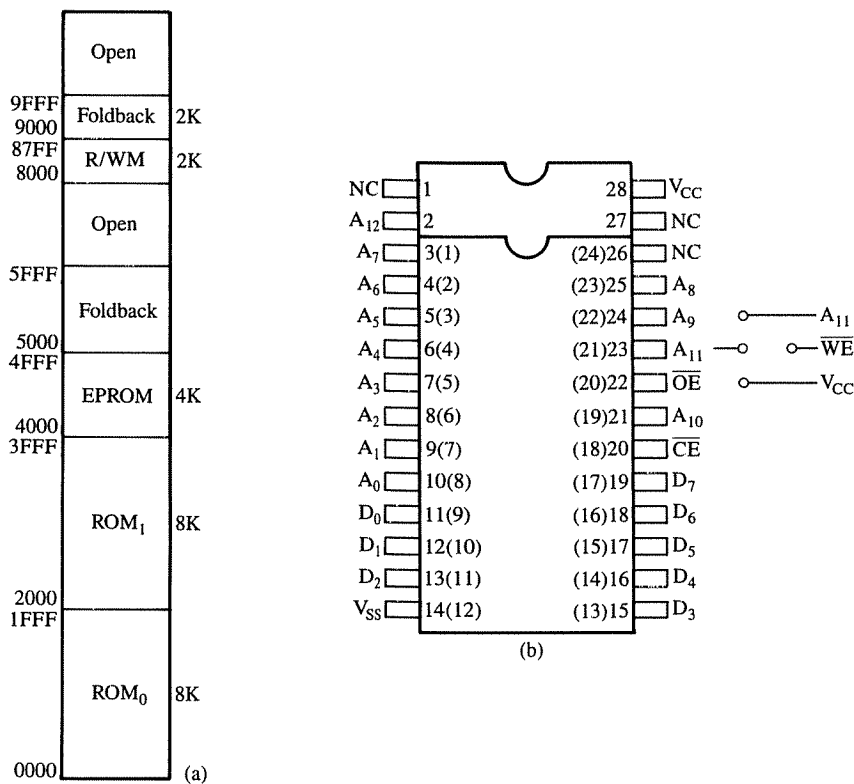 Open
9FFF
Foldback 2K
9000
87FF
R/WM 2K
8000
Open
5FFF
Foldback
5000
4FFF
EPROM 4K
4000
3FFF
ROM1 8K
2000
1FFF
ROM0 8K
0000
(a)
NC 1 28 VCC
A12 2 27 NC
A7 3(1) (24)26 NC
A6 4(2) (23)25 A8
A5 5(3) (22)24 A9 A11
A4 6(4) (21)23 A11 WE
A3 7(5) (20)22 OE VCC
A2 8(6) (19)21 A10
A1 9(7) (18)20 CE
A0 10(8) (17)19 D7
D0 11(9) (16)18 D6
D1 12(10) (15)17 D5
D2 13(11) (14)16 D4
VSS 14(12) (13)15 D3
(b)